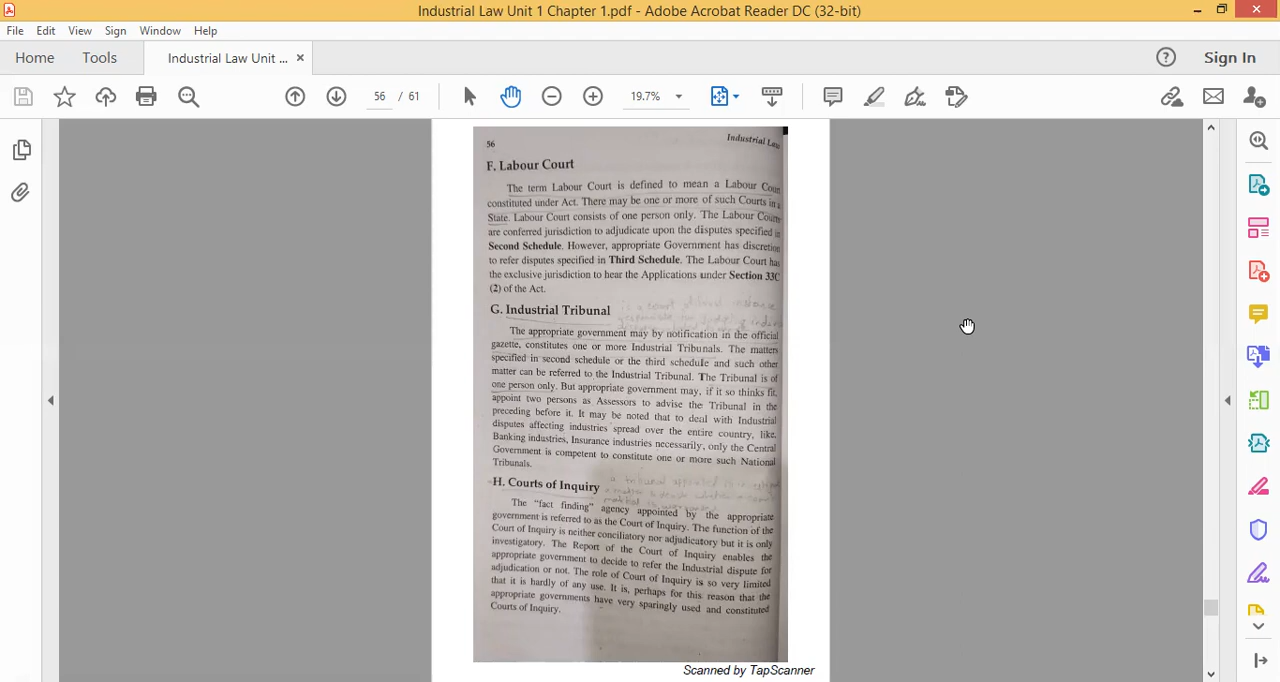 Industrial Law Unit 1 Chapter 1.pdf - Adobe Acrobat Reader DC (32-bit)
File Edit View Sign Window Help
Home Tools Industrial Law Unit ... × Sign In
56 / 61 19.7%
56 Industrial Law
F. Labour Court
The term Labour Court is defined to mean a Labour Court
constituted under Act. There may be one or more of such Courts in a
State. Labour Court consists of one person only. The Labour Courts
are conferred jurisdiction to adjudicate upon the disputes specified in
Second Schedule. However, appropriate Government has discretion
to refer disputes specified in Third Schedule. The Labour Court has
the exclusive jurisdiction to hear the Applications under Section 33C
(2) of the Act.
G. Industrial Tribunal
The appropriate government may by notification in the official
gazette, constitutes one or more Industrial Tribunals. The matters
specified in second schedule or the third schedule and such other
matter can be referred to the Industrial Tribunal. The Tribunal is of
one person only. But appropriate government may, if it so thinks fit,
appoint two persons as Assessors to advise the Tribunal in the
preceding before it. It may be noted that to deal with Industrial
disputes affecting industries spread over the entire country, like,
Banking industries, Insurance industries necessarily, only the Central
Government is competent to constitute one or more such National
Tribunals.
H. Courts of Inquiry
The “fact finding” agency appointed by the appropriate
government is referred to as the Court of Inquiry. The function of the
Court of Inquiry is neither conciliatory nor adjudicatory but it is only
investigatory. The Report of the Court of Inquiry enables the
appropriate government to decide to refer the Industrial dispute for
adjudication or not. The role of Court of Inquiry is so very limited
that it is hardly of any use. It is, perhaps for this reason that the
appropriate governments have very sparingly used and constituted
Courts of Inquiry.
Scanned by TapScanner